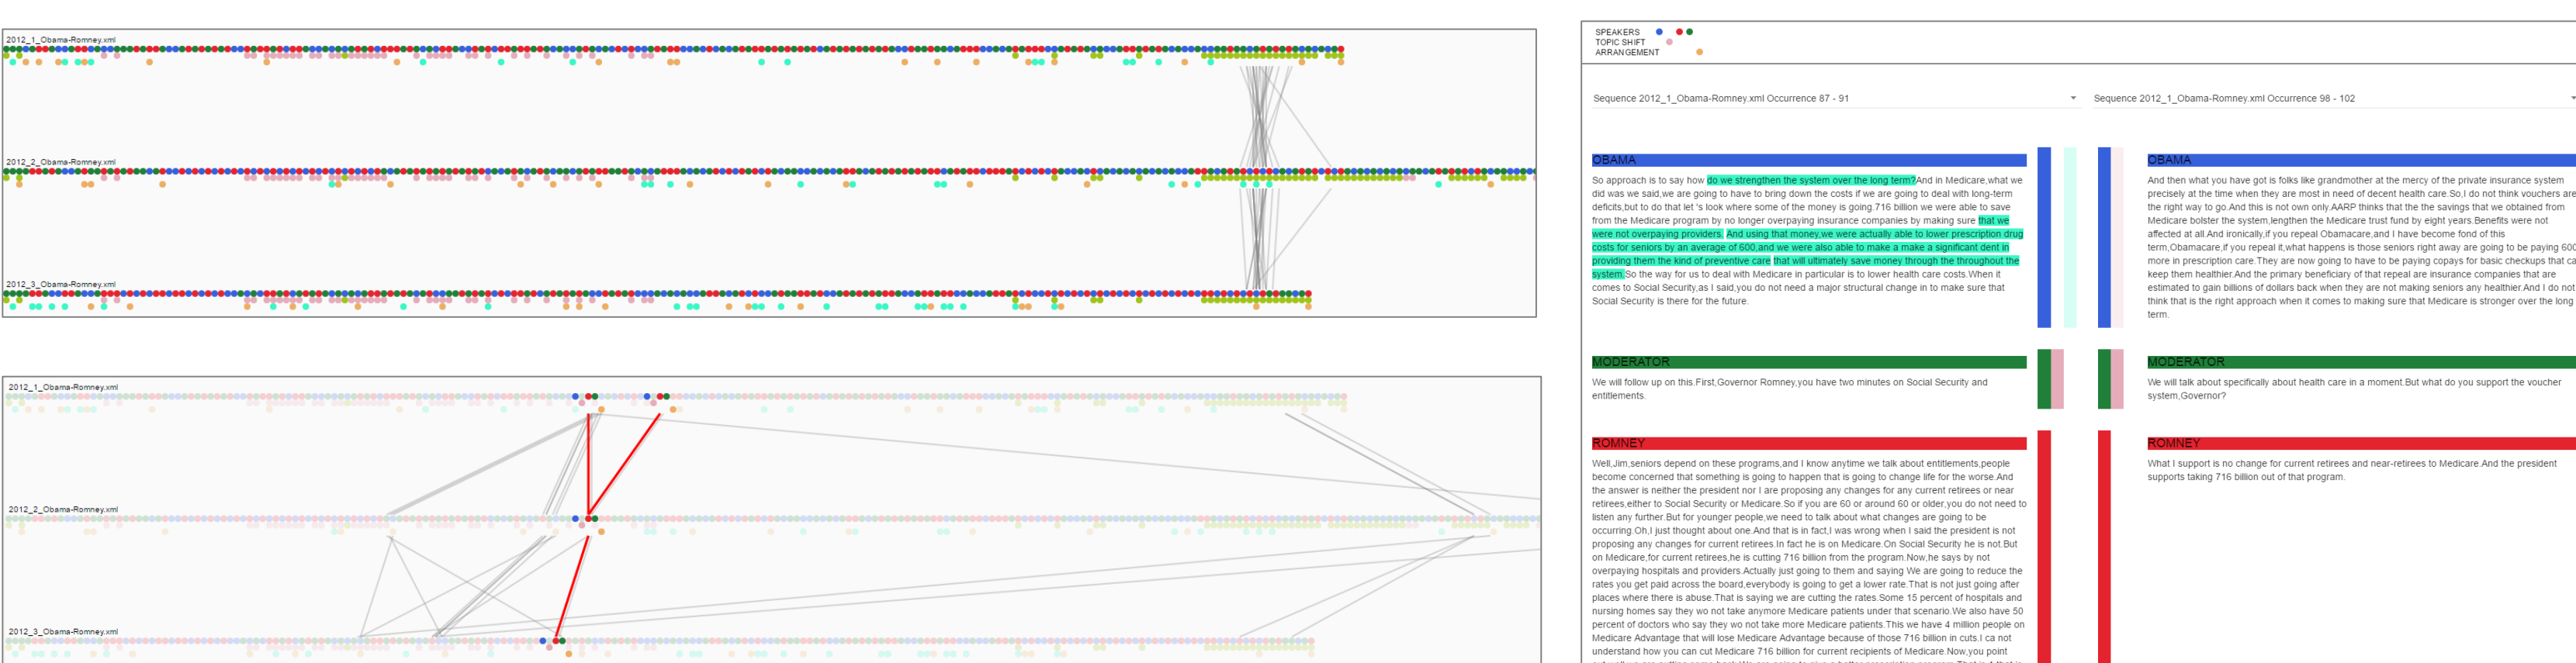 2012_1_Obama-Romney.xml
2012_2_Obama-Romney.xml
2012_3_Obama-Romney.xml
2012_1_Obama-Romney.xml
2012_2_Obama-Romney.xml
2012_3_Obama-Romney.xml
SPEAKERS
TOPIC SHIFT
ARRANGEMENT
Sequence 2012_1_Obama-Romney.xml Occurrence 87 - 91
OBAMA
So approach is to say how do we strengthen the system over the long term?And in Medicare,what we
did was we said,we are going to have to bring down the costs if we are going to deal with long-term
deficits,but to do that let 's look where some of the money is going.716 billion we were able to save
from the Medicare program by no longer overpaying insurance companies by making sure that we
were not overpaying providers. And using that money,we were actually able to lower prescription drug
costs for seniors by an average of 600,and we were also able to make a make a significant dent in
providing them the kind of preventive care that will ultimately save money through the throughout the
system.So the way for us to deal with Medicare in particular is to lower health care costs.When it
comes to Social Security,as I said,you do not need a major structural change in to make sure that
Social Security is there for the future.
MODERATOR
We will follow up on this.First,Governor Romney,you have two minutes on Social Security and
entitlements.
ROMNEY
Well,Jim,seniors depend on these programs,and I know anytime we talk about entitlements,people
become concerned that something is going to happen that is going to change life for the worse.And
the answer is neither the president nor I are proposing any changes for any current retirees or near
retirees,either to Social Security or Medicare.So if you are 60 or around 60 or older,you do not need to
listen any further.But for younger people,we need to talk about what changes are going to be
occurring.Oh,I just thought about one.And that is in fact,I was wrong when I said the president is not
proposing any changes for current retirees.In fact he is on Medicare.On Social Security he is not.But
on Medicare,for current retirees,he is cutting 716 billion from the program.Now,he says by not
overpaying hospitals and providers.Actually just going to them and saying We are going to reduce the
rates you get paid across the board,everybody is going to get a lower rate.That is not just going after
places where there is abuse.That is saying we are cutting the rates.Some 15 percent of hospitals and
nursing homes say they wo not take anymore Medicare patients under that scenario.We also have 50
percent of doctors who say they wo not take more Medicare patients.This we have 4 million people on
Medicare Advantage that will lose Medicare Advantage because of those 716 billion in cuts.I ca not
understand how you can cut Medicare 716 billion for current recipients of Medicare.Now,you point
Sequence 2012_1_Obama-Romney.xml Occurrence 98 - 102
OBAMA
And then what you have got is folks like grandmother at the mercy of the private insurance system
precisely at the time when they are most in need of decent health care.So,I do not think vouchers are
the right way to go.And this is not own only.AARP thinks that the the savings that we obtained from
Medicare bolster the system,lengthen the Medicare trust fund by eight years.Benefits were not
affected at all.And ironically,if you repeal Obamacare,and I have become fond of this
term,Obamacare,if you repeal it,what happens is those seniors right away are going to be paying 600
more in prescription care.They are now going to have to be paying copays for basic checkups that ca
keep them healthier.And the primary beneficiary of that repeal are insurance companies that are
estimated to gain billions of dollars back when they are not making seniors any healthier.And I do not
think that is the right approach when it comes to making sure that Medicare is stronger over the long
term.
MODERATOR
We will talk about specifically about health care in a moment.But what do you support the voucher
system,Governor?
ROMNEY
What I support is no change for current retirees and near-retirees to Medicare.And the president
supports taking 716 billion out of that program.